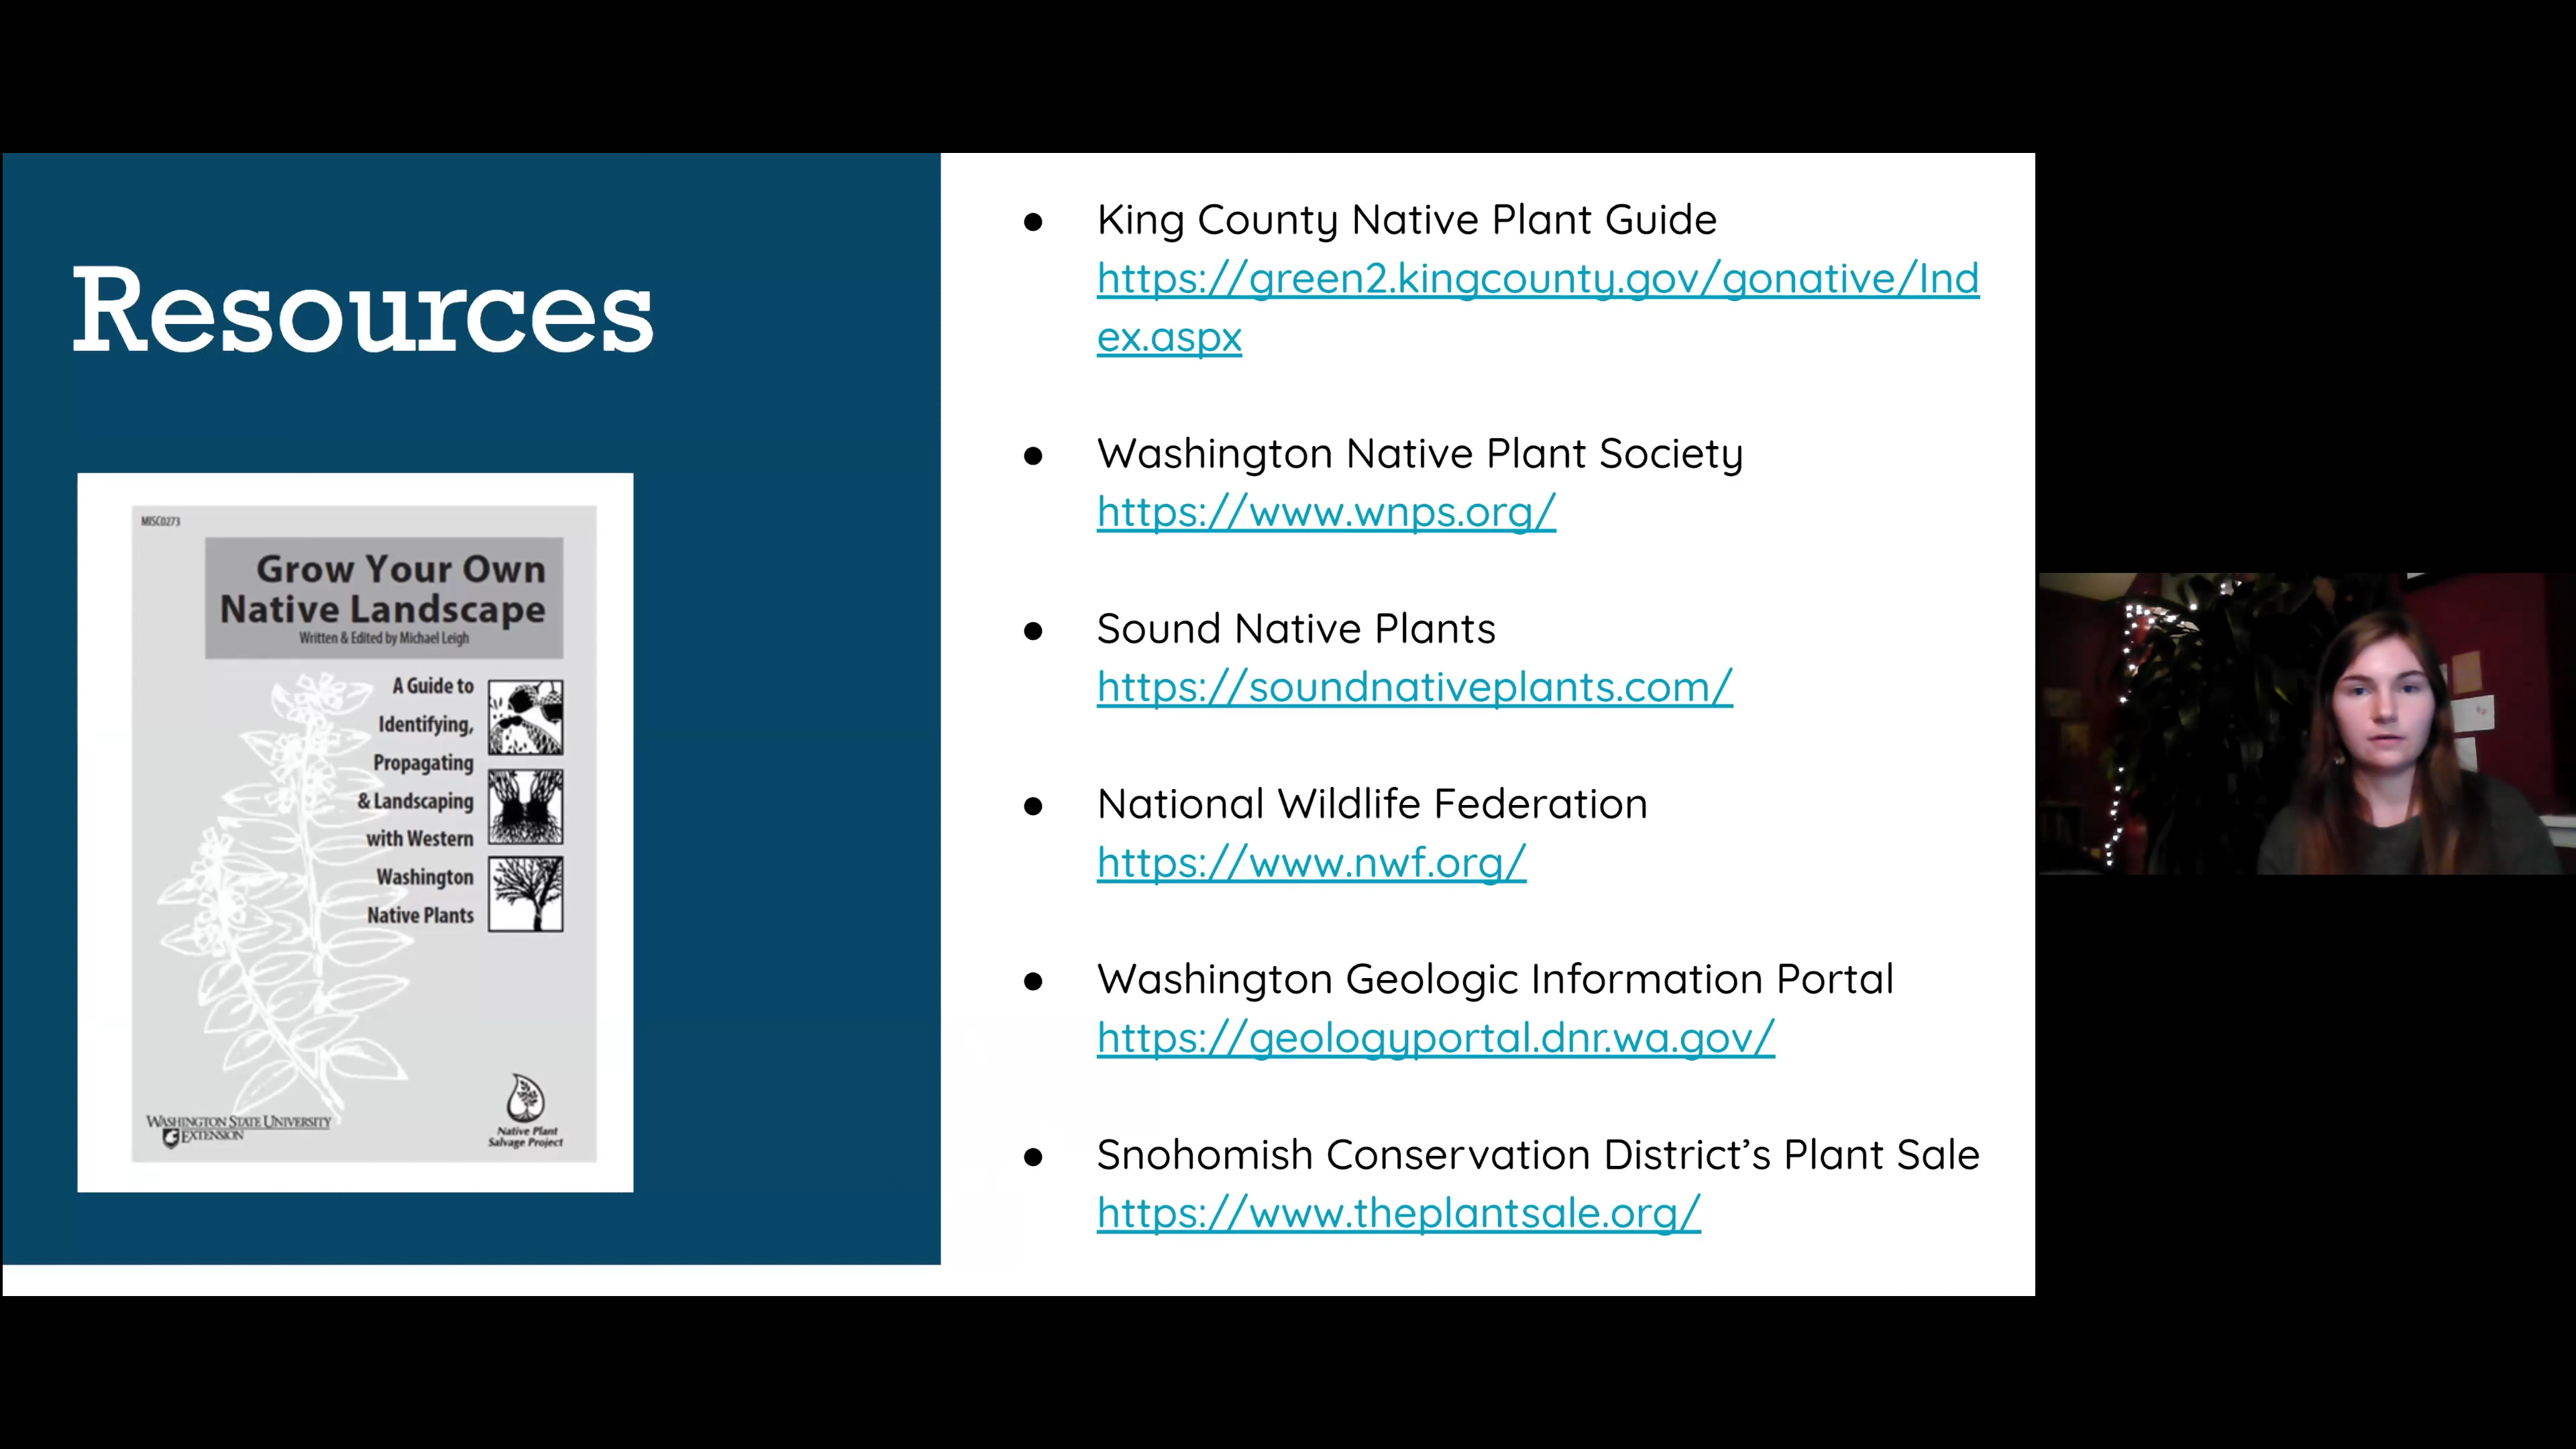 Resources
MISC0273
Grow Your Own
Native Landscape
Written & Edited by Michael Leigh
A Guide to
Identifying,
Propagating
& Landscaping
with Western
Washington
Native Plants
WASHINGTON STATE UNIVERSITY
EXTENSION
Native Plant
Salvage Project
● King County Native Plant Guide
https://green2.kingcounty.gov/gonative/Ind
ex.aspx
● Washington Native Plant Society
https://www.wnps.org/
● Sound Native Plants
https://soundnativeplants.com/
● National Wildlife Federation
https://www.nwf.org/
● Washington Geologic Information Portal
https://geologyportal.dnr.wa.gov/
● Snohomish Conservation District’s Plant Sale
https://www.theplantsale.org/